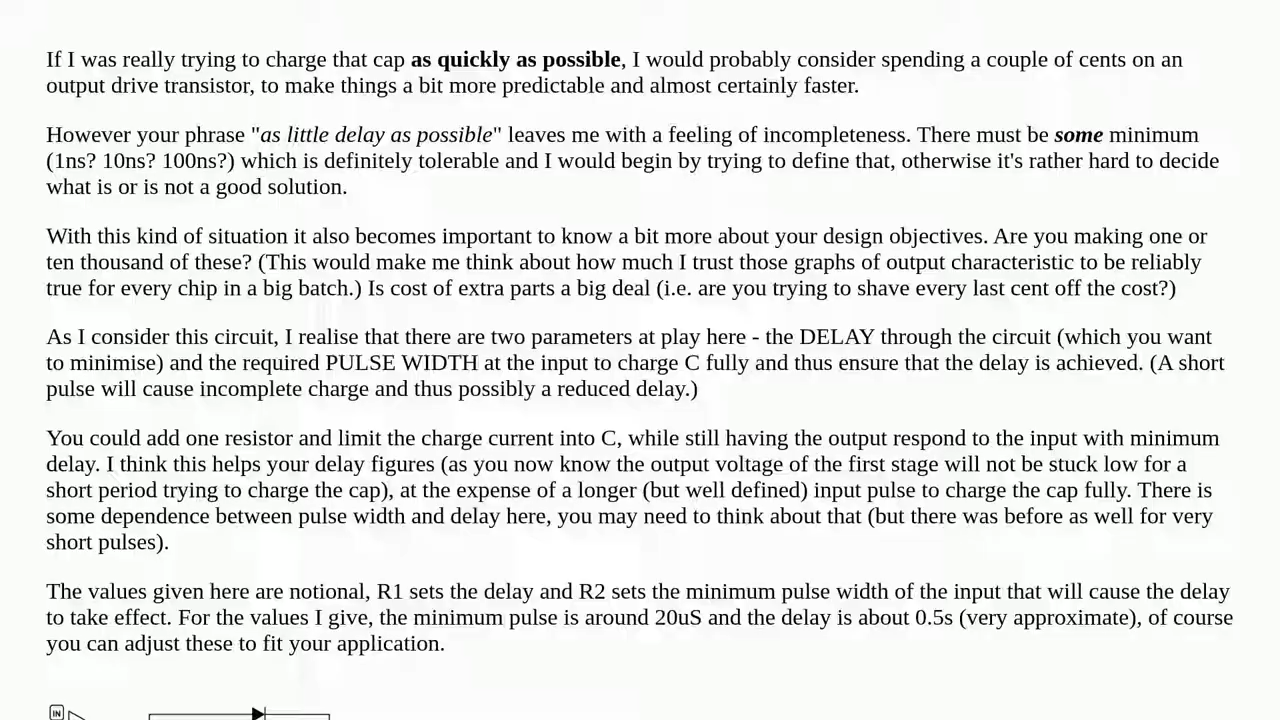 If I was really trying to charge that cap as quickly as possible, I would probably consider spending a couple of cents on an
output drive transistor, to make things a bit more predictable and almost certainly faster.
However your phrase "as little delay as possible" leaves me with a feeling of incompleteness. There must be some minimum
(1ns? 10ns? 100ns?) which is definitely tolerable and I would begin by trying to define that, otherwise it's rather hard to decide
what is or is not a good solution.
With this kind of situation it also becomes important to know a bit more about your design objectives. Are you making one or
ten thousand of these? (This would make me think about how much I trust those graphs of output characteristic to be reliably
true for every chip in a big batch.) Is cost of extra parts a big deal (i.e. are you trying to shave every last cent off the cost?)
As I consider this circuit, I realise that there are two parameters at play here - the DELAY through the circuit (which you want
to minimise) and the required PULSE WIDTH at the input to charge C fully and thus ensure that the delay is achieved. (A short
pulse will cause incomplete charge and thus possibly a reduced delay.)
You could add one resistor and limit the charge current into C, while still having the output respond to the input with minimum
delay. I think this helps your delay figures (as you now know the output voltage of the first stage will not be stuck low for a
short period trying to charge the cap), at the expense of a longer (but well defined) input pulse to charge the cap fully. There is
some dependence between pulse width and delay here, you may need to think about that (but there was before as well for very
short pulses).
The values given here are notional, R1 sets the delay and R2 sets the minimum pulse width of the input that will cause the delay
to take effect. For the values I give, the minimum pulse is around 20uS and the delay is about 0.5s (very approximate), of course
you can adjust these to fit your application.
IN